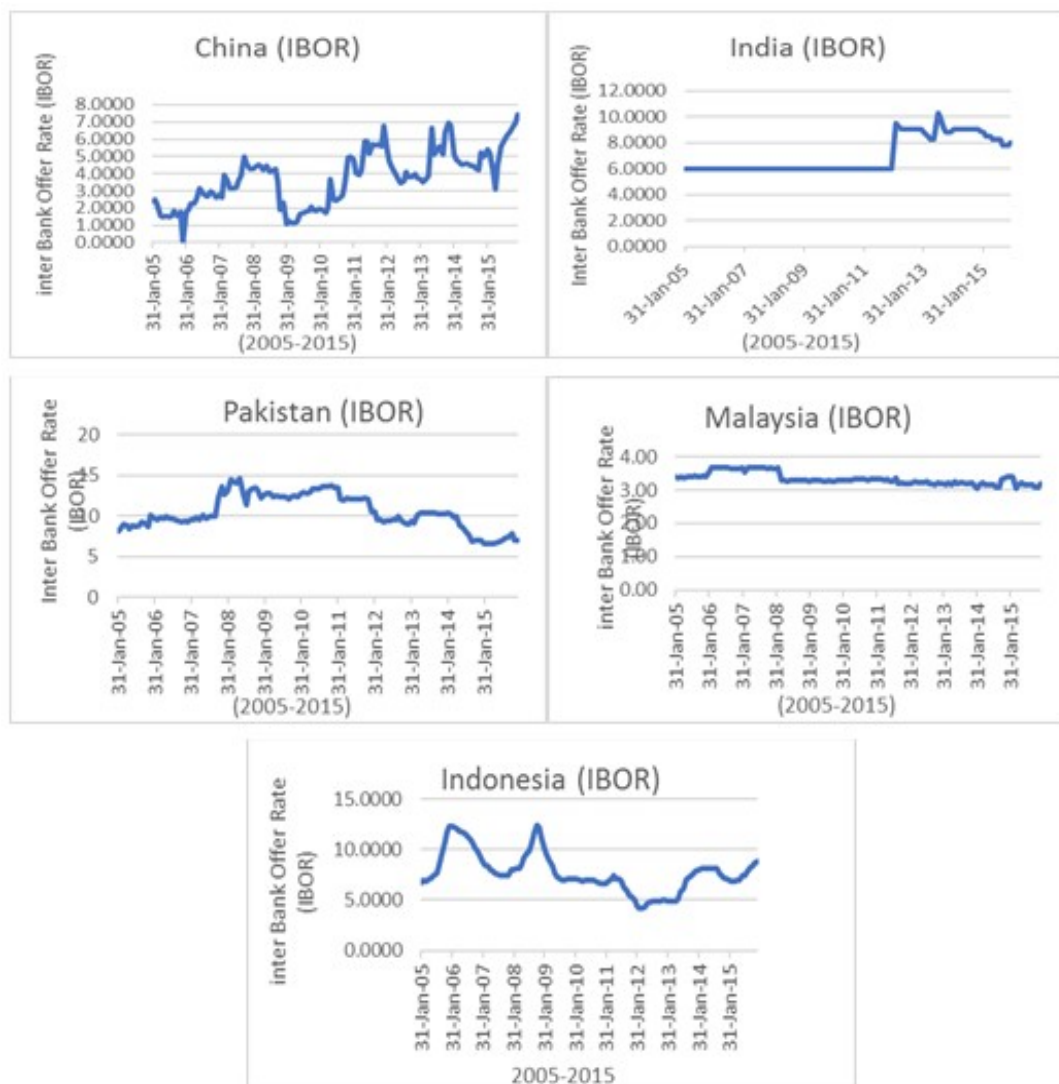 China (IBOR)
inter Bank Offer Rate (IBOR)
8.0000
7.0000
6.0000
5.0000
4.0000
3.0000
2.0000
1.0000
0.0000
31-Jan-05
31-Jan-06
31-Jan-07
31-Jan-08
31-Jan-09
31-Jan-10
31-Jan-11
31-Jan-12
31-Jan-13
31-Jan-14
31-Jan-15
(2005-2015)
India (IBOR)
Inter Bank Offer Rate
(IBOR)
12.0000
10.0000
8.0000
6.0000
4.0000
2.0000
0.0000
31-Jan-05
31-Jan-07
31-Jan-09
31-Jan-11
31-Jan-13
31-Jan-15
(2005-2015)
Pakistan (IBOR)
Inter Bank Offer Rate
(IBOR)
20
15
10
5
0
31-Jan-05
31-Jan-06
31-Jan-07
31-Jan-08
31-Jan-09
31-Jan-10
31-Jan-11
31-Jan-12
31-Jan-13
31-Jan-14
31-Jan-15
(2005-2015)
Malaysia (IBOR)
inter Bank Offer Rate
(IBOR)
4.00
3.00
2.00
1.00
0.00
31-Jan-05
31-Jan-06
31-Jan-07
31-Jan-08
31-Jan-09
31-Jan-10
31-Jan-11
31-Jan-12
31-Jan-13
31-Jan-14
31-Jan-15
(2005-2015)
Indonesia (IBOR)
inter Bank Offer Rate
(IBOR)
15.0000
10.0000
5.0000
0.0000
31-Jan-05
31-Jan-06
31-Jan-07
31-Jan-08
31-Jan-09
31-Jan-10
31-Jan-11
31-Jan-12
31-Jan-13
31-Jan-14
31-Jan-15
2005-2015